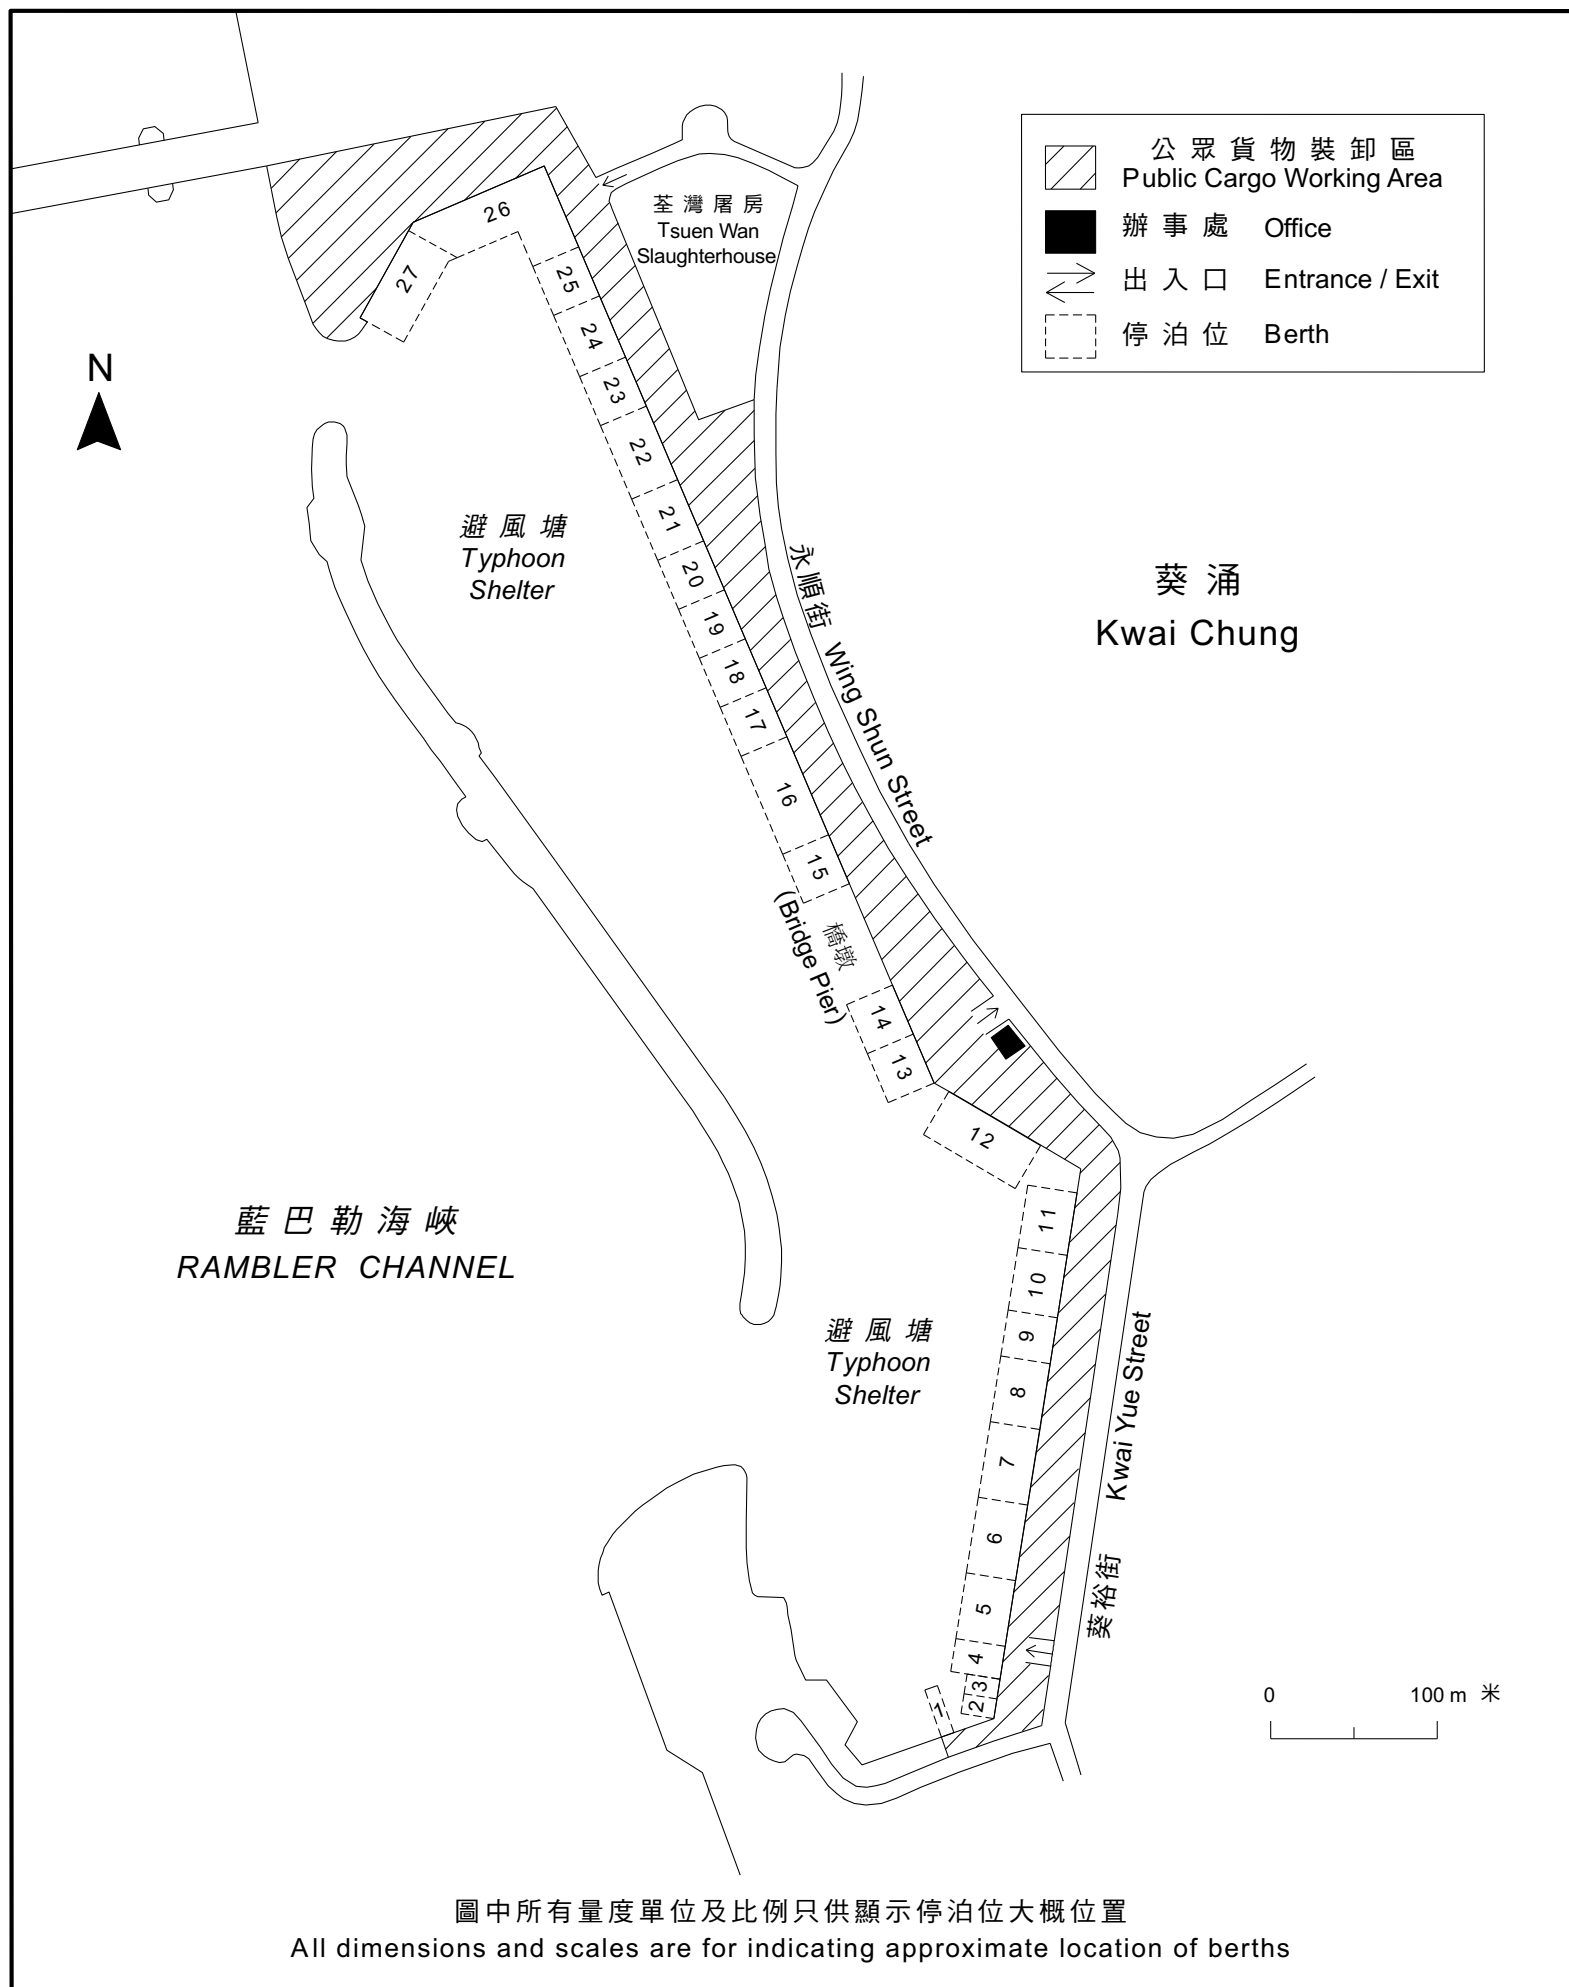 公眾貨物裝卸區
Public Cargo Working Area
辦事處 Office
出入口 Entrance / Exit
停泊位 Berth
荃灣屠房
Tsuen Wan
Slaughterhouse
26
27
25
24
23
22
21
20
19
18
17
16
15
14
13
12
11
10
9
8
7
6
5
4
3
2
1
N
避風塘
Typhoon
Shelter
永順街 Wing Shun Street
葵涌
Kwai Chung
橋墩
(Bridge Pier)
藍巴勒海峽
RAMBLER CHANNEL
避風塘
Typhoon
Shelter
葵裕街 Kwai Yue Street
0 100 m 米
圖中所有量度單位及比例只供顯示停泊位大概位置
All dimensions and scales are for indicating approximate location of berths